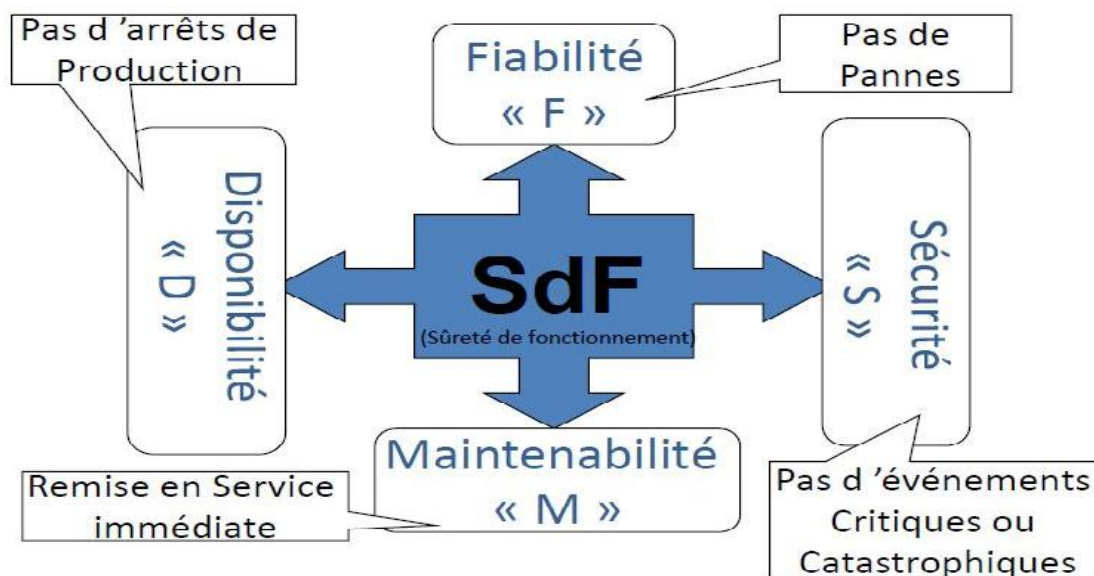 Pas d 'arrêts de
Production
Fiabilité
« F »
Pas de
Pannes
Disponibilité
« D »
SdF
(Sûreté de fonctionnement)
Sécurité
« S »
Maintenabilité
« M »
Remise en Service
immédiate
Pas d 'événements
Critiques ou
Catastrophiques